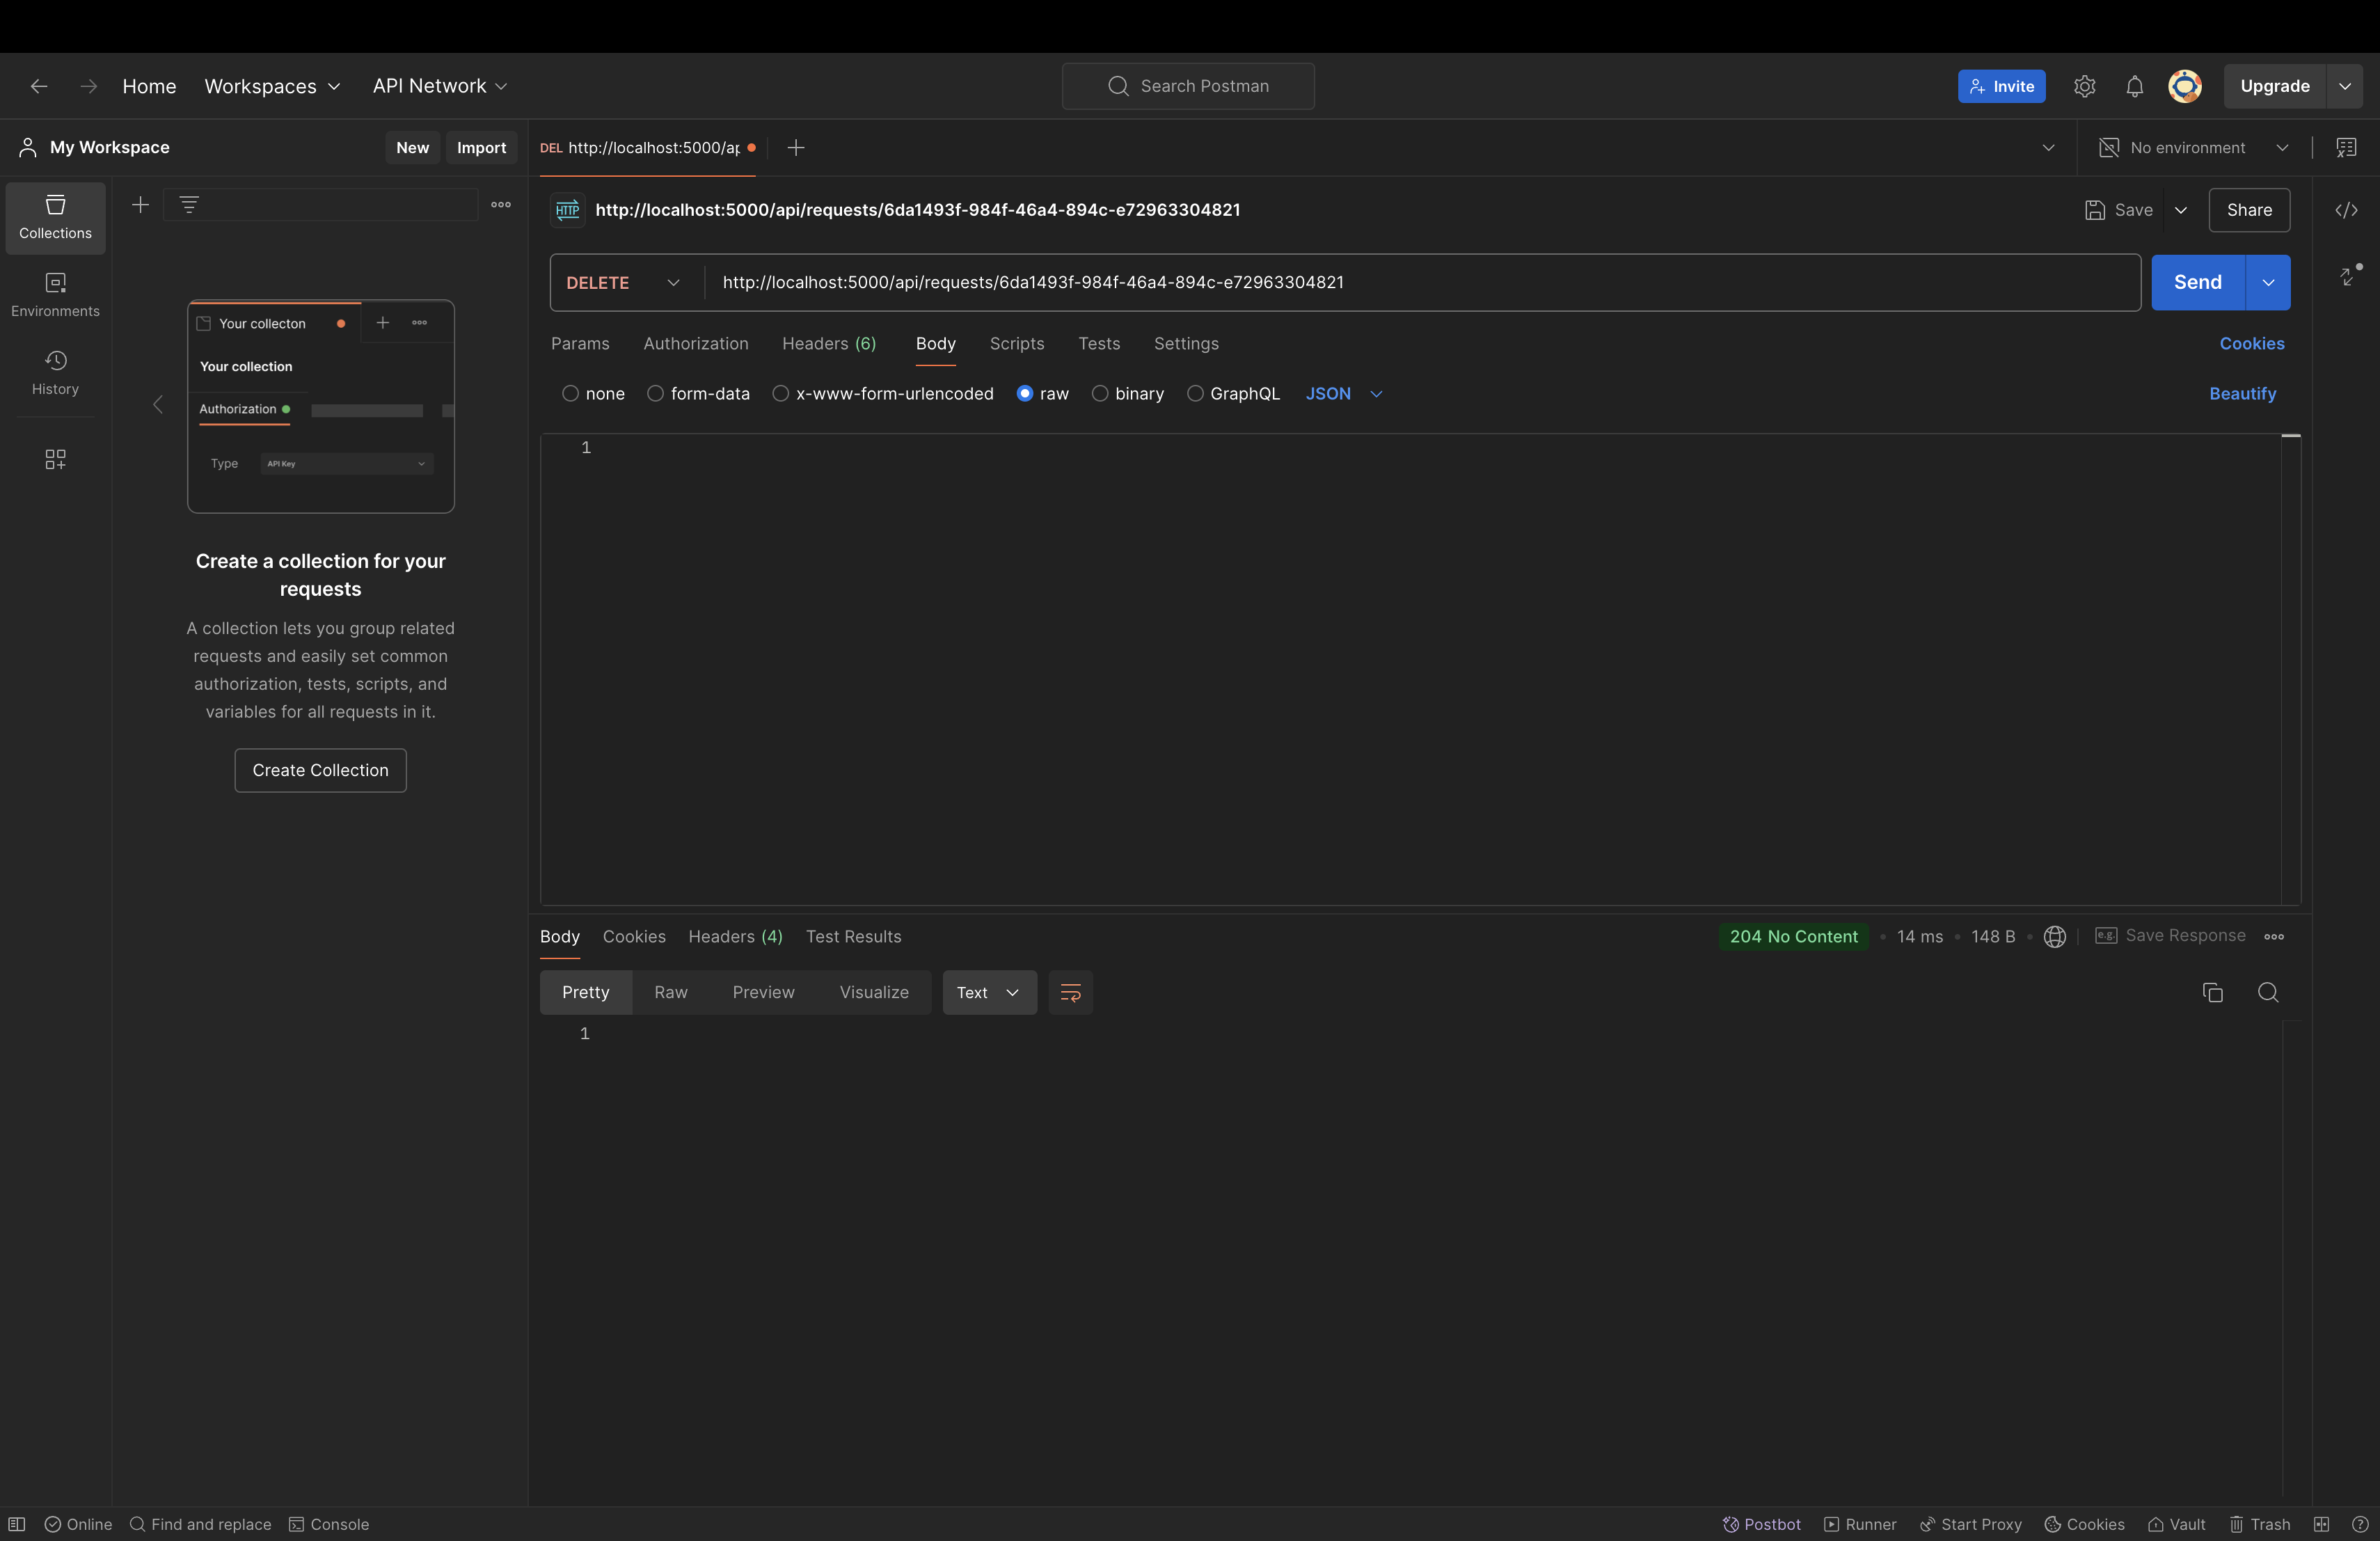 Home Workspaces API Network Search Postman Invite Upgrade
My Workspace New Import DEL http://localhost:5000/ap No environment
Collections
Environments
History
Your collecton
Your collection
Authorization
Type API Key
Create a collection for your
requests
A collection lets you group related
requests and easily set common
authorization, tests, scripts, and
variables for all requests in it.
Create Collection
HTTP http://localhost:5000/api/requests/6da1493f-984f-46a4-894c-e72963304821 Save Share
DELETE http://localhost:5000/api/requests/6da1493f-984f-46a4-894c-e72963304821 Send
Params Authorization Headers (6) Body Scripts Tests Settings Cookies
none form-data x-www-form-urlencoded raw binary GraphQL JSON Beautify
1
Body Cookies Headers (4) Test Results 204 No Content • 14 ms • 148 B • e.g. Save Response
Pretty Raw Preview Visualize Text
1
Online Find and replace Console Postbot Runner Start Proxy Cookies Vault Trash